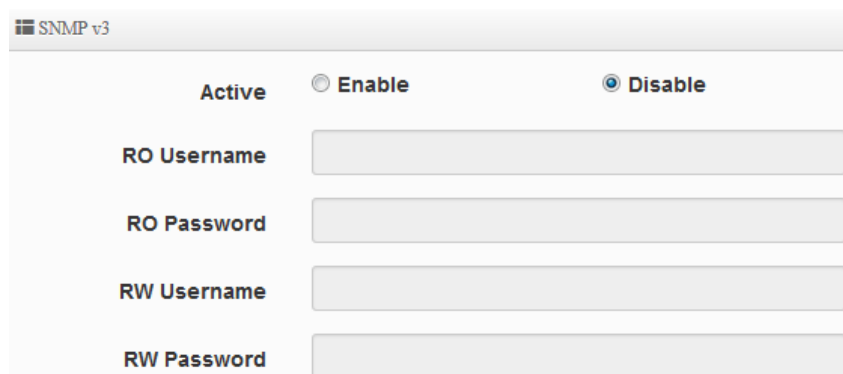 SNMP v3
Active Enable Disable
RO Username
RO Password
RW Username
RW Password